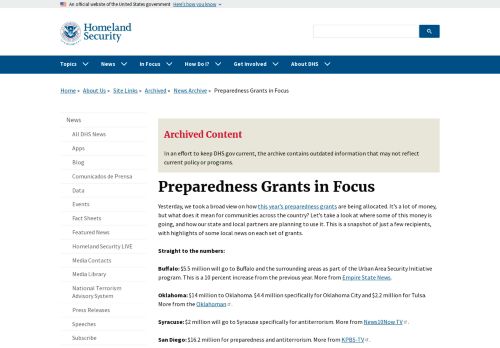 An official website of the United States government Here's how you know
Homeland
Security
Topics News In Focus How Do I? Get Involved About DHS
Home » About Us » Site Links » Archived » News Archive » Preparedness Grants in Focus
News
All DHS News
Apps
Blog
Comunicados de Prensa
Data
Events
Fact Sheets
Featured News
Homeland Security LIVE
Media Contacts
Media Library
National Terrorism
Advisory System
Press Releases
Speeches
Subscribe
Archived Content
In an effort to keep DHS.gov current, the archive contains outdated information that may not reflect
current policy or programs.
Preparedness Grants in Focus
Yesterday, we took a broad view on how this year's preparedness grants are being allocated. It's a lot of money,
but what does it mean for communities across the country? Let's take a look at where some of this money is
going, and how our state and local partners are planning to use it. This is a snapshot of just a few recipients,
with highlights of some local news on each set of grants.
Straight to the numbers:
Buffalo: $5.5 million will go to Buffalo and the surrounding areas as part of the Urban Area Security Initiative
program. This is a 10 percent increase from the previous year. More from Empire State News.
Oklahoma: $14 million to Oklahoma. $4.4 million specifically for Oklahoma City and $2.2 million for Tulsa.
More from the Oklahoman.
Syracuse: $2 million will go to Syracuse specifically for antiterrorism. More from News10Now TV.
San Diego: $16.2 million for preparedness and antiterrorism. More from KPBS-TV.